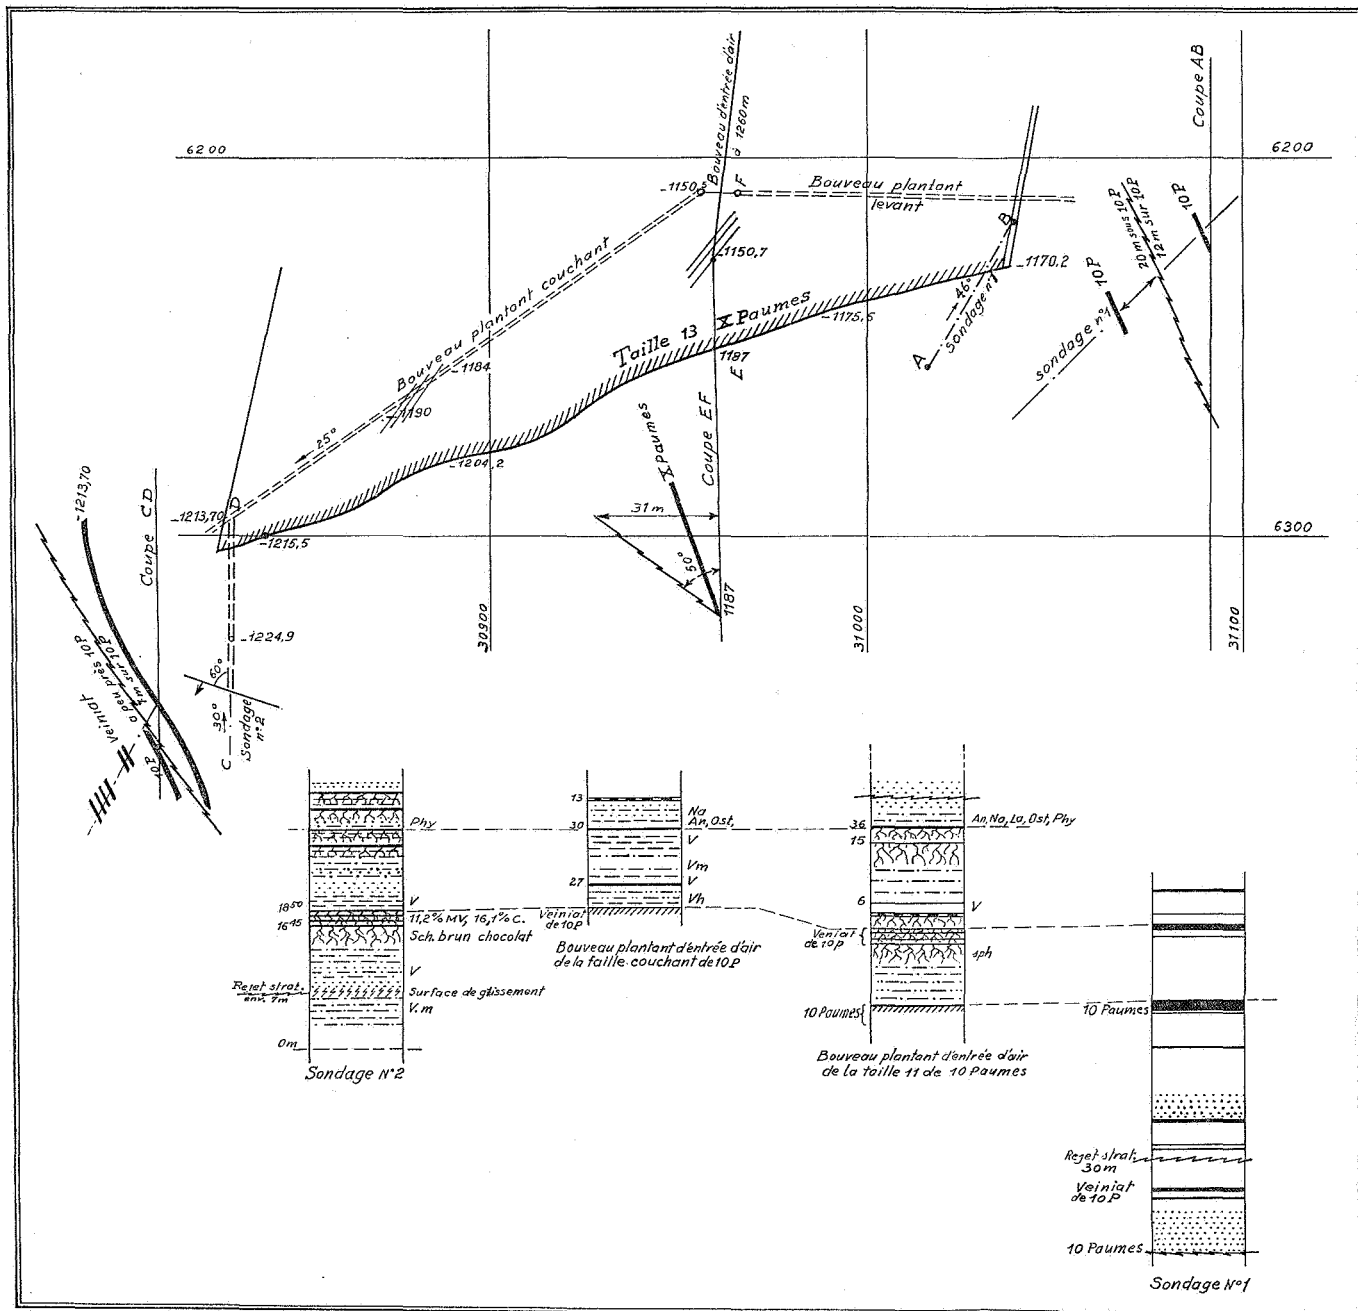 6200
6200
Bouveau d'entrée d'air
à 1260m
Coupe AB
-1150,5
F
Bouveau plantant
levant
-1150,7
B
-1170,2
20m sous 10P
12m sur 10P
10P
10P
Bouveau plantant couchant
Taille 13 X Paumes
-1175,5
46°
sondage n°1
A
sondage n°1
1187
E
-1184
-1190
25°
-1204,2
X Paumes
Coupe EF
31m
50°
1187
-1213,70
Coupe CD
-1213,70
D
-1215,5
6300
30900
31000
31100
-1224,9
60°
30°
C
Sondage
n°2
Veiniat
a peu près 10P
7m sur 10P
10P
Phy
V
18⁵⁰
16⁴⁵
11,2% MV, 16,1% C.
Sch. brun chocolat
V
Rejet strat.
env. 7m
Surface de glissement
V.m
0m
Sondage N°2
13
Na
An, Ost,
30
V
Vm
27
V
Vh
Veiniat
de 10P
Bouveau plantant d'entrée d'air
de la taille couchant de 10P
36
An, Na, La, Ost, Phy
15
6
V
Veniat
de 10p
sph
10 Paumes
Bouveau plantant d'entrée d'air
de la taille 11 de 10 Paumes
10 Paumes
Rejet strat.
30m
Veiniat
de 10P
10 Paumes
Sondage N°1